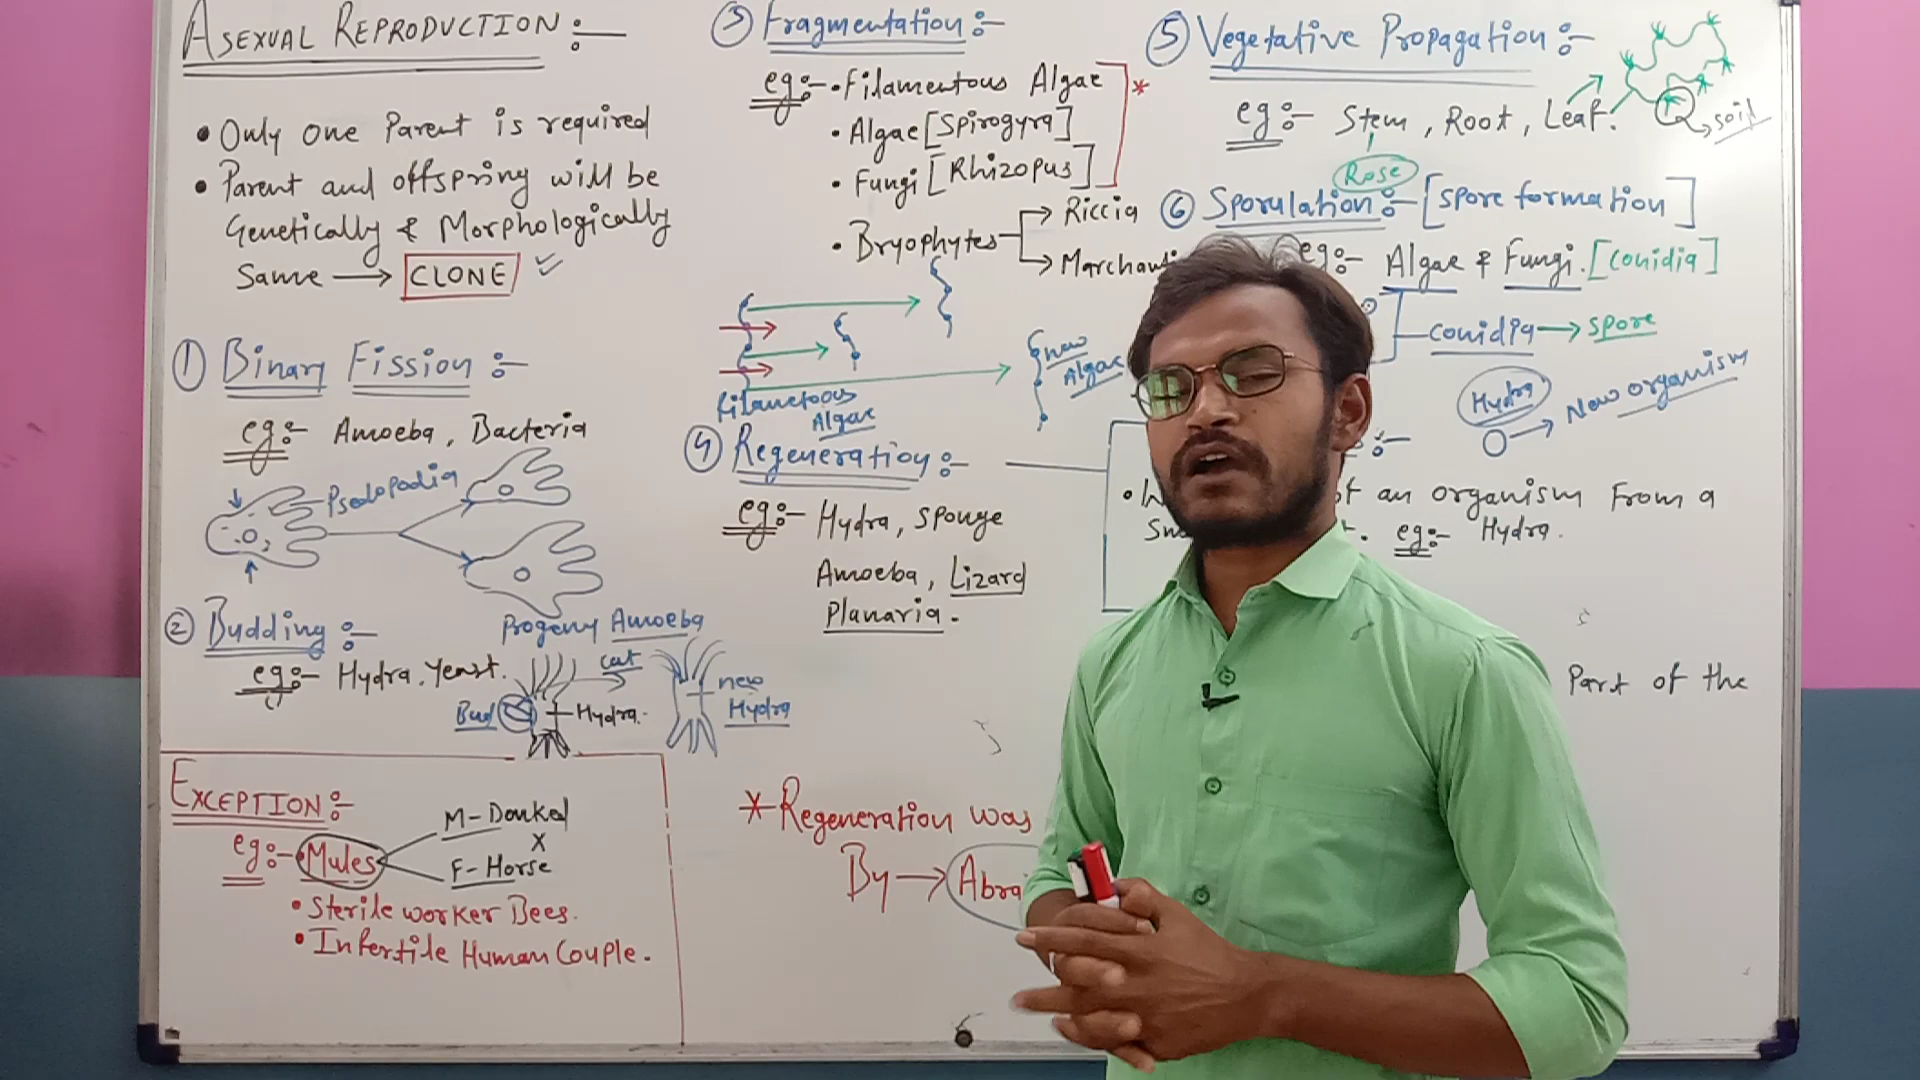 ASEXUAL REPRODUCTION :-
• Only one Parent is required
• Parent and offspring will be
Genetically & Morphologically
Same → CLONE
① Binary Fission :-
eg:- Amoeba, Bacteria
Psedopodia
Progeny Amoeba
② Budding :-
eg:- Hydra, Yeast.
cut
Bud
Hydra.
new
Hydra
EXCEPTION :-
eg:- • Mules
M- Donkey
X
F- Horse
• Sterile worker Bees.
• Infertile Human Couple.
③ Fragmentation :-
eg:- • Filamentous Algae
*
• Algae [Spirogyra]
• Fungi [Rhizopus]
• Bryophytes
→ Riccia
→ Marchanti
new
Algae
Algae
④ Regeneration :-
eg:- Hydra, Sponge
Amoeba, Lizard
Planaria.
* Regeneration was
By → Abra
⑤ Vegetative Propagation :-
eg:- Stem, Root, Leaf.
soil
Rose
⑥ Sporulation :- [spore formation]
eg:- Algae & Fungi. [conidia]
conidia → spore
Hydra
→ New organism
of an organism From a
eg:- Hydra.
Part of the